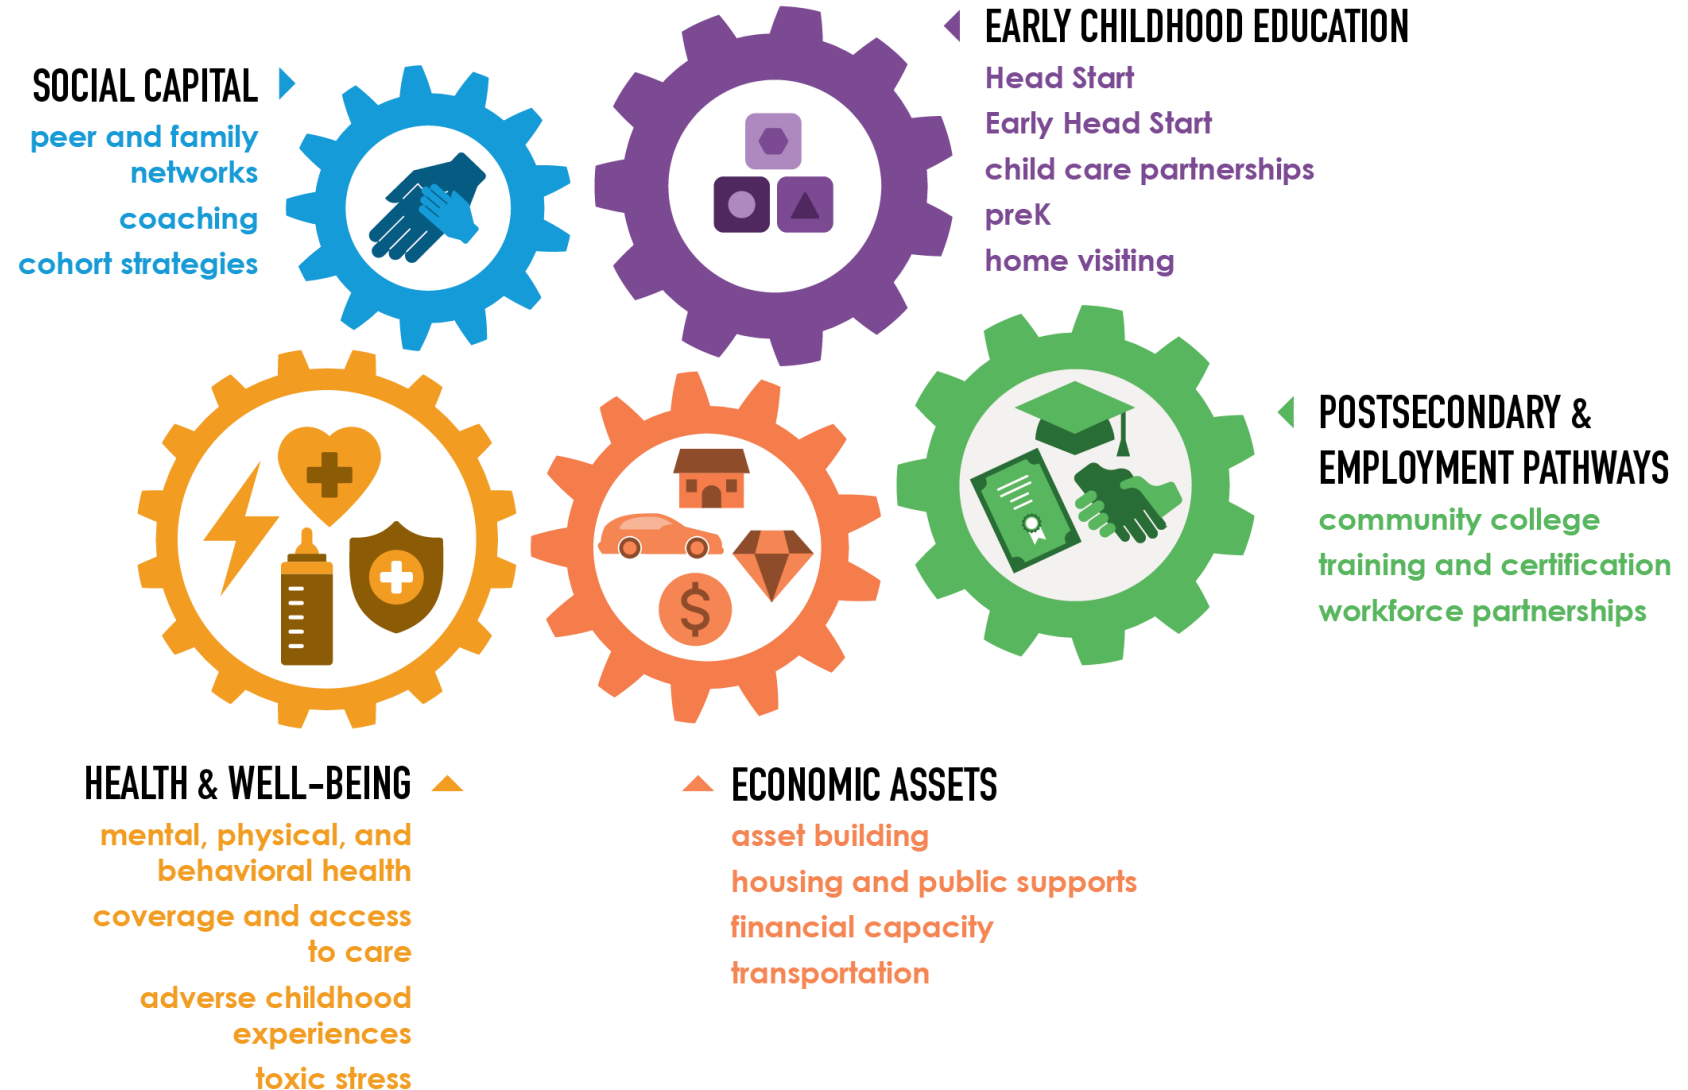 SOCIAL CAPITAL
peer and family
networks
coaching
cohort strategies
EARLY CHILDHOOD EDUCATION
Head Start
Early Head Start
child care partnerships
preK
home visiting
POSTSECONDARY &
EMPLOYMENT PATHWAYS
community college
training and certification
workforce partnerships
HEALTH & WELL-BEING
mental, physical, and
behavioral health
coverage and access
to care
adverse childhood
experiences
toxic stress
ECONOMIC ASSETS
asset building
housing and public supports
financial capacity
transportation
$